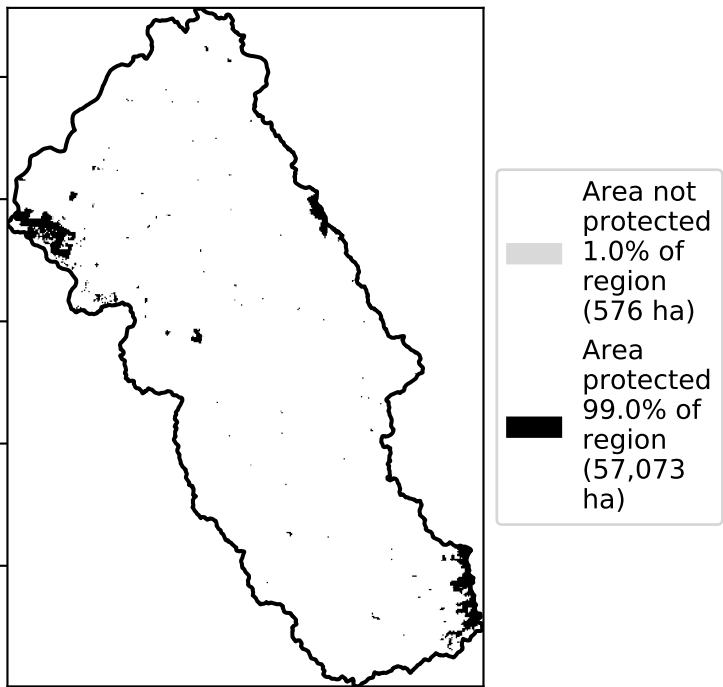 Area not
protected
1.0% of
region
(576 ha)
Area
protected
99.0% of
region
(57,073
ha)